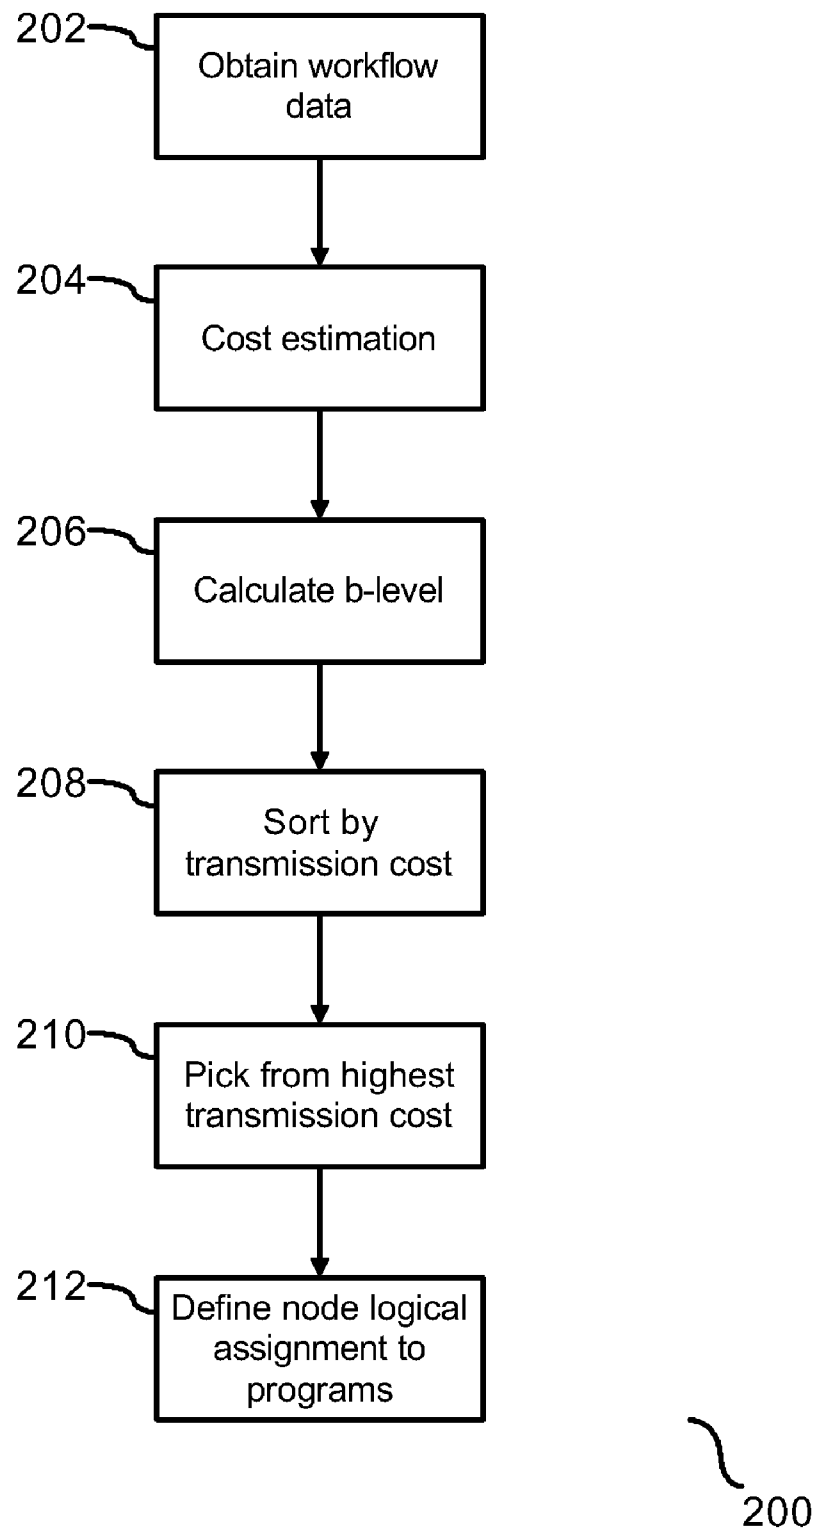 202
Obtain workflow
data
204
Cost estimation
206
Calculate b-level
208
Sort by
transmission cost
210
Pick from highest
transmission cost
212
Define node logical
assignment to
programs
200